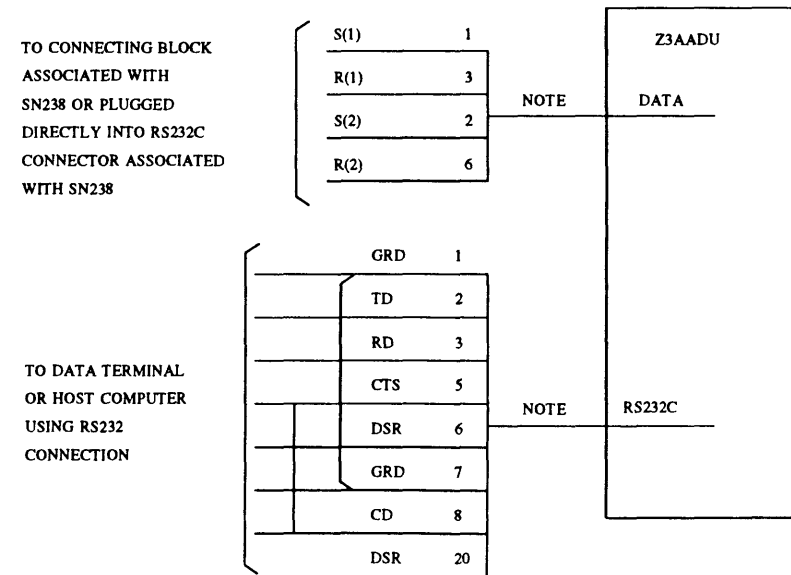 TO CONNECTING BLOCK
ASSOCIATED WITH
SN238 OR PLUGGED
DIRECTLY INTO RS232C
CONNECTOR ASSOCIATED
WITH SN238
S(1) 1
R(1) 3
S(2) 2
R(2) 6
NOTE
Z3AADU
DATA
TO DATA TERMINAL
OR HOST COMPUTER
USING RS232
CONNECTION
GRD 1
TD 2
RD 3
CTS 5
DSR 6
GRD 7
CD 8
DSR 20
NOTE
RS232C